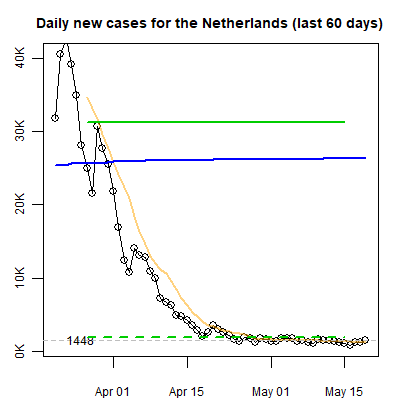 Daily new cases for the Netherlands (last 60 days)
40K
30K
20K
10K
0K
1448
Apr 01
Apr 15
May 01
May 15